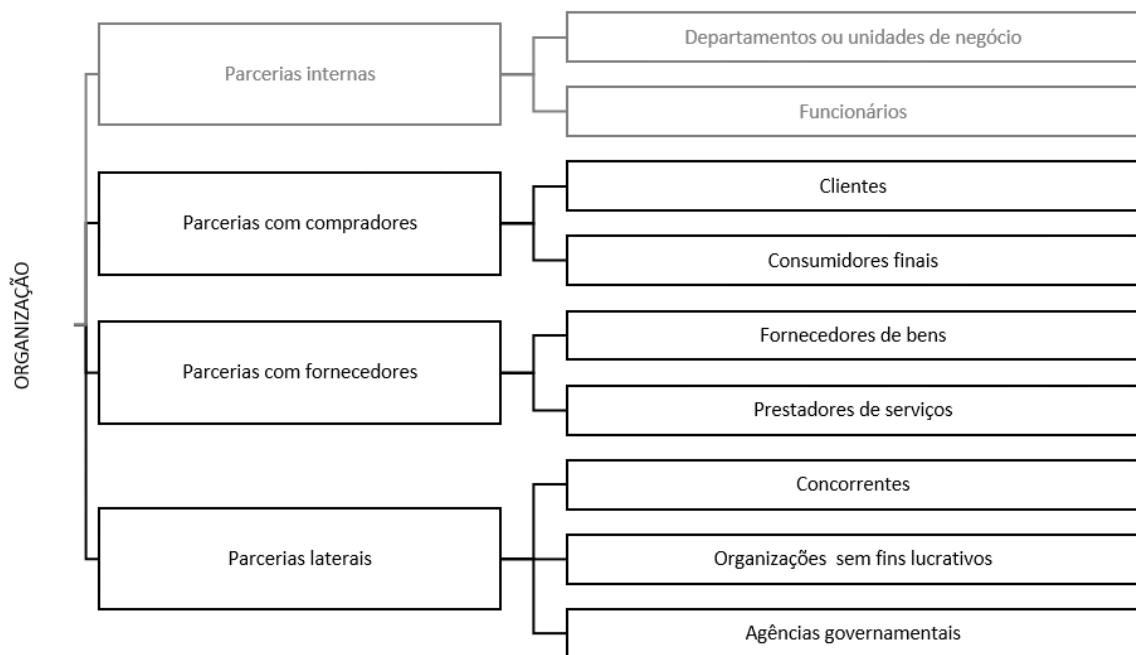 ORGANIZAÇÃO
Parcerias internas
Departamentos ou unidades de negócio
Funcionários
Parcerias com compradores
Clientes
Consumidores finais
Parcerias com fornecedores
Fornecedores de bens
Prestadores de serviços
Parcerias laterais
Concorrentes
Organizações sem fins lucrativos
Agências governamentais